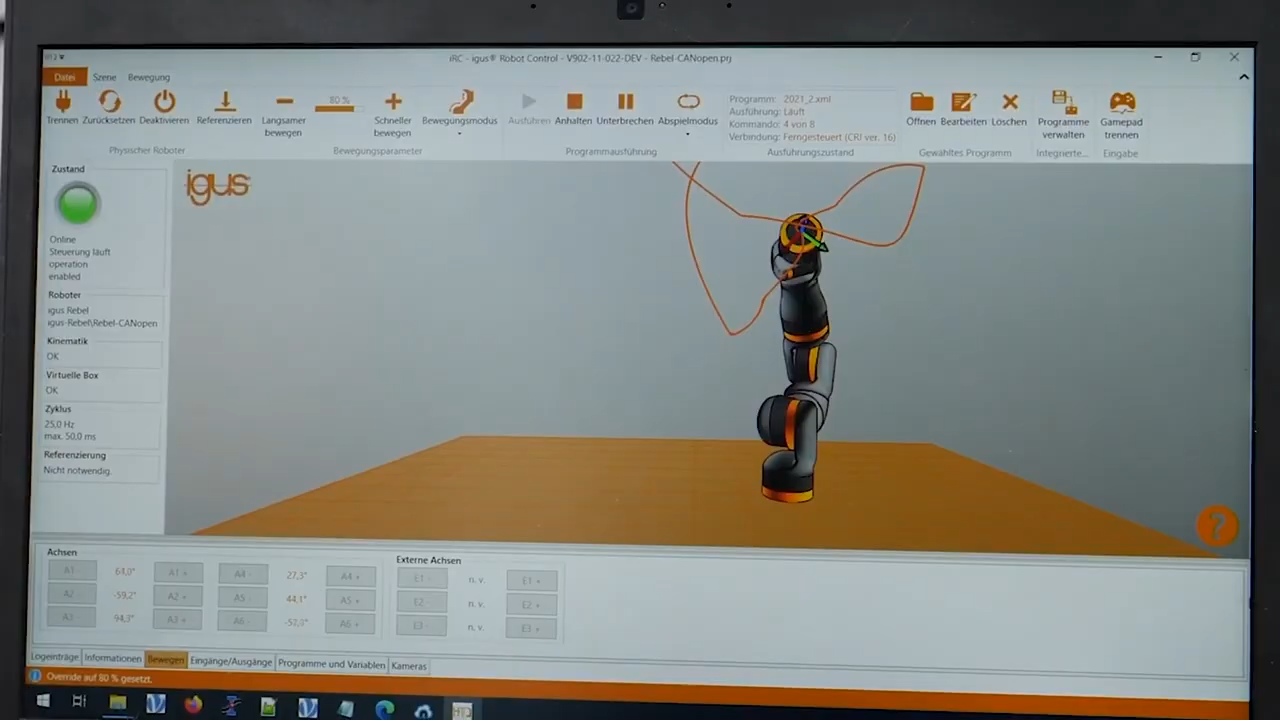 iRC - igus® Robot Control - V902-11-022-DEV - Rebel-CANopen.prj
Datei Szene Bewegung
Trennen Zurücksetzen Deaktivieren Referenzieren
Physischer Roboter
Langsamer bewegen
80 %
Schneller bewegen
Bewegungsmodus
Bewegungsparameter
Ausführen Anhalten Unterbrechen Abspielmodus
Programmausführung
Programm: 2021_2.xml
Ausführung: Läuft
Kommando: 4 von 8
Verbindung: Ferngesteuert (CRI ver. 16)
Ausführungszustand
Öffnen Bearbeiten Löschen
Gewähltes Programm
Programme verwalten
Integrierte...
Gamepad trennen
Eingabe
Zustand
Online
Steuerung läuft
operation
enabled
Roboter
igus Rebel
igus-Rebel\Rebel-CANopen
Kinematik
OK
Virtuelle Box
OK
Zyklus
25,0 Hz
max. 50,0 ms
Referenzierung
Nicht notwendig.
igus
?
Achsen
A1 - 64,0° A1 + A4 - 27,3° A4 +
A2 - -59,2° A2 + A5 - 44,1° A5 +
A3 - 94,3° A3 + A6 - A6 +
Externe Achsen
E1 - n. v. E1 +
E2 - n. v. E2 +
E3 - n. v. E3 +
Logeinträge Informationen Bewegen Eingänge/Ausgänge Programme und Variablen Kameras
Override auf 80 % gesetzt.